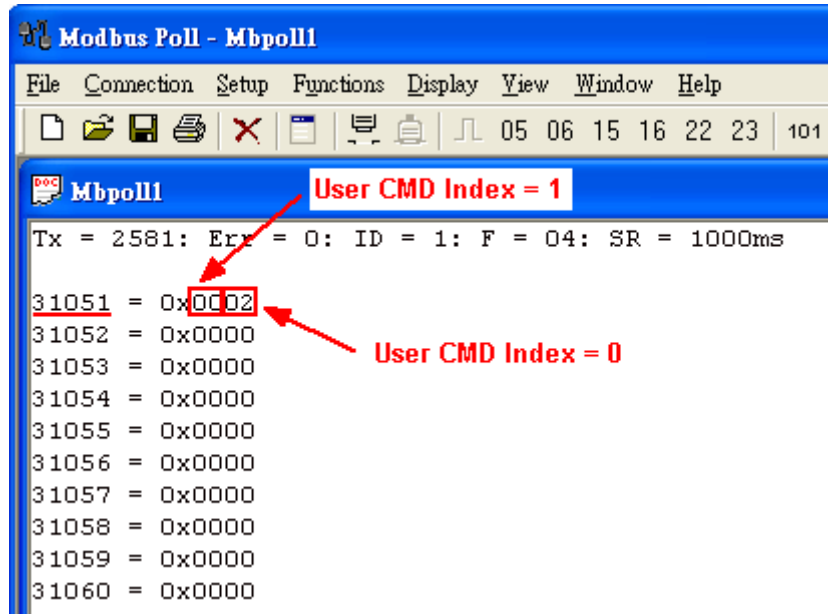 Modbus Poll - Mbpoll1
File Connection Setup Functions Display View Window Help
05 06 15 16 22 23 101
DOC Mbpoll1
User CMD Index = 1
Tx = 2581: Err = 0: ID = 1: F = 04: SR = 1000ms
31051 = 0x0002
31052 = 0x0000
User CMD Index = 0
31053 = 0x0000
31054 = 0x0000
31055 = 0x0000
31056 = 0x0000
31057 = 0x0000
31058 = 0x0000
31059 = 0x0000
31060 = 0x0000